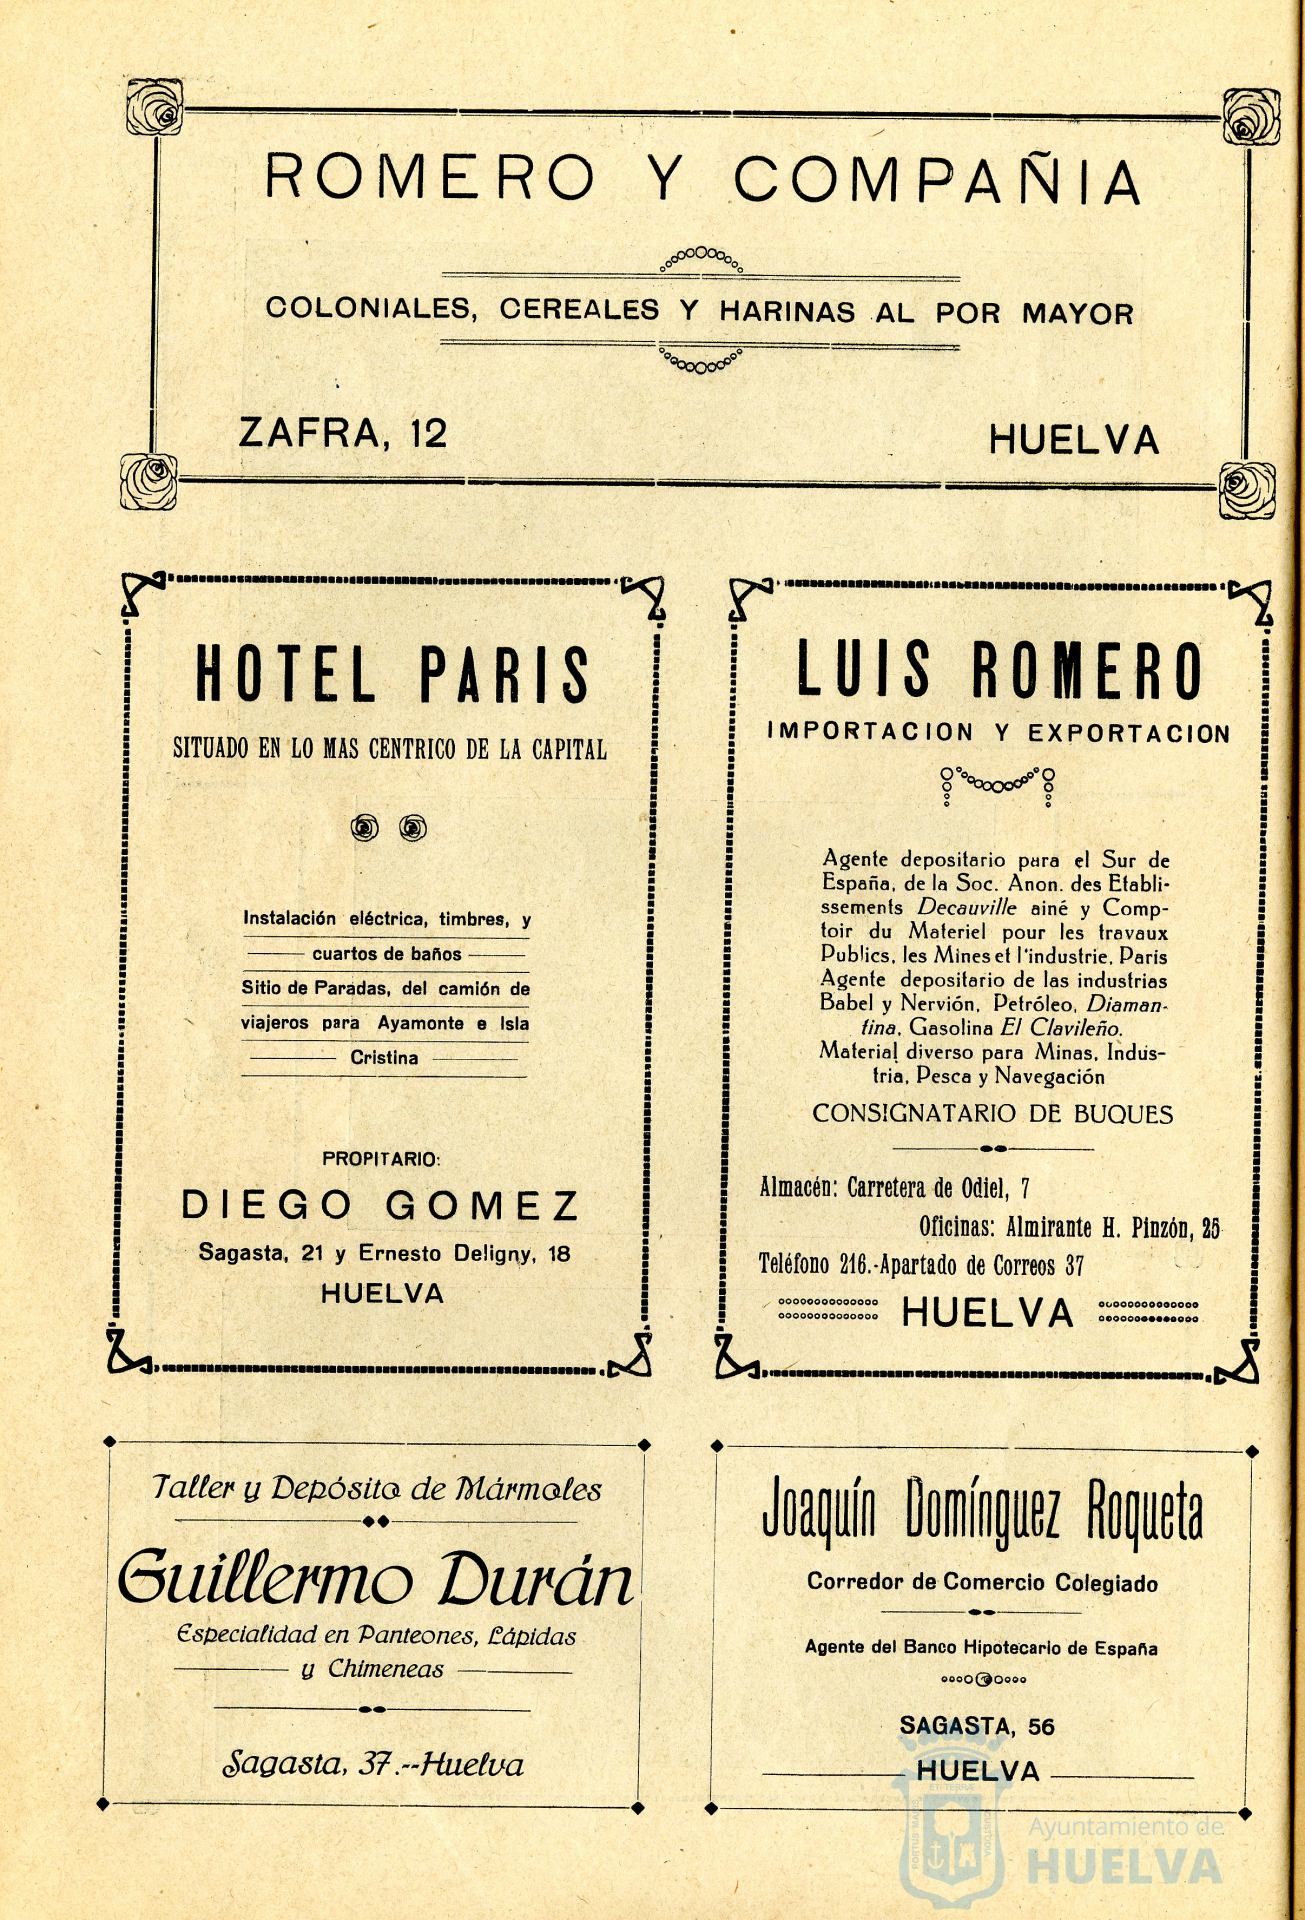 ROMERO Y COMPAÑIA
COLONIALES, CEREALES Y HARINAS AL POR MAYOR
ZAFRA, 12
HUELVA
HOTEL PARIS
SITUADO EN LO MAS CENTRICO DE LA CAPITAL
Instalación eléctrica, timbres, y
cuartos de baños
Sitio de Paradas, del camión de
viajeros para Ayamonte e Isla
Cristina
PROPITARIO:
DIEGO GOMEZ
Sagasta, 21 y Ernesto Deligny, 18
HUELVA
LUIS ROMERO
IMPORTACION Y EXPORTACION
Agente depositario para el Sur de
España, de la Soc. Anon. des Etabli-
ssements Decauville ainé y Comp-
toir du Materiel pour les travaux
Publics, les Mines et l'industrie, Paris
Agente depositario de las industrias
Babel y Nervión, Petróleo, Diaman-
tina, Gasolina El Clavileño.
Material diverso para Minas, Indus-
tria, Pesca y Navegación
CONSIGNATARIO DE BUQUES
Almacén: Carretera de Odiel, 7
Oficinas: Almirante H. Pinzón, 25
Teléfono 216.-Apartado de Correos 37
HUELVA
Taller y Depósito de Mármoles
Guillermo Durán
Especialidad en Panteones, Lápidas
y Chimeneas
Sagasta, 37.--Huelva
Joaquín Domínguez Roqueta
Corredor de Comercio Colegiado
Agente del Banco Hipotecario de España
SAGASTA, 56
HUELVA
PORTUS MARIS
ET TERRÆ
CUSTODIA
Ayuntamiento de
HUELVA